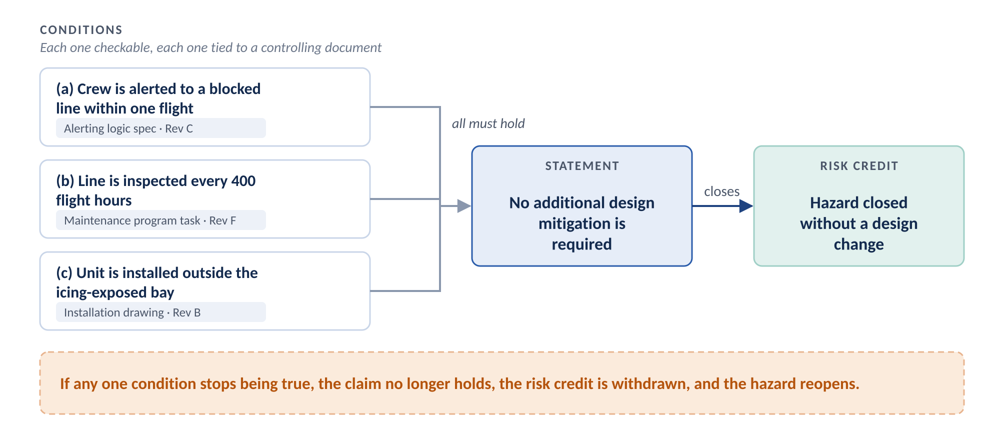 CONDITIONS
Each one checkable, each one tied to a controlling document
(a) Crew is alerted to a blocked
line within one flight
Alerting logic spec · Rev C
(b) Line is inspected every 400
flight hours
Maintenance program task · Rev F
(c) Unit is installed outside the
icing-exposed bay
Installation drawing · Rev B
all must hold
STATEMENT
No additional design
mitigation is
required
closes
RISK CREDIT
Hazard closed
without a design
change
If any one condition stops being true, the claim no longer holds, the risk credit is withdrawn, and the hazard reopens.